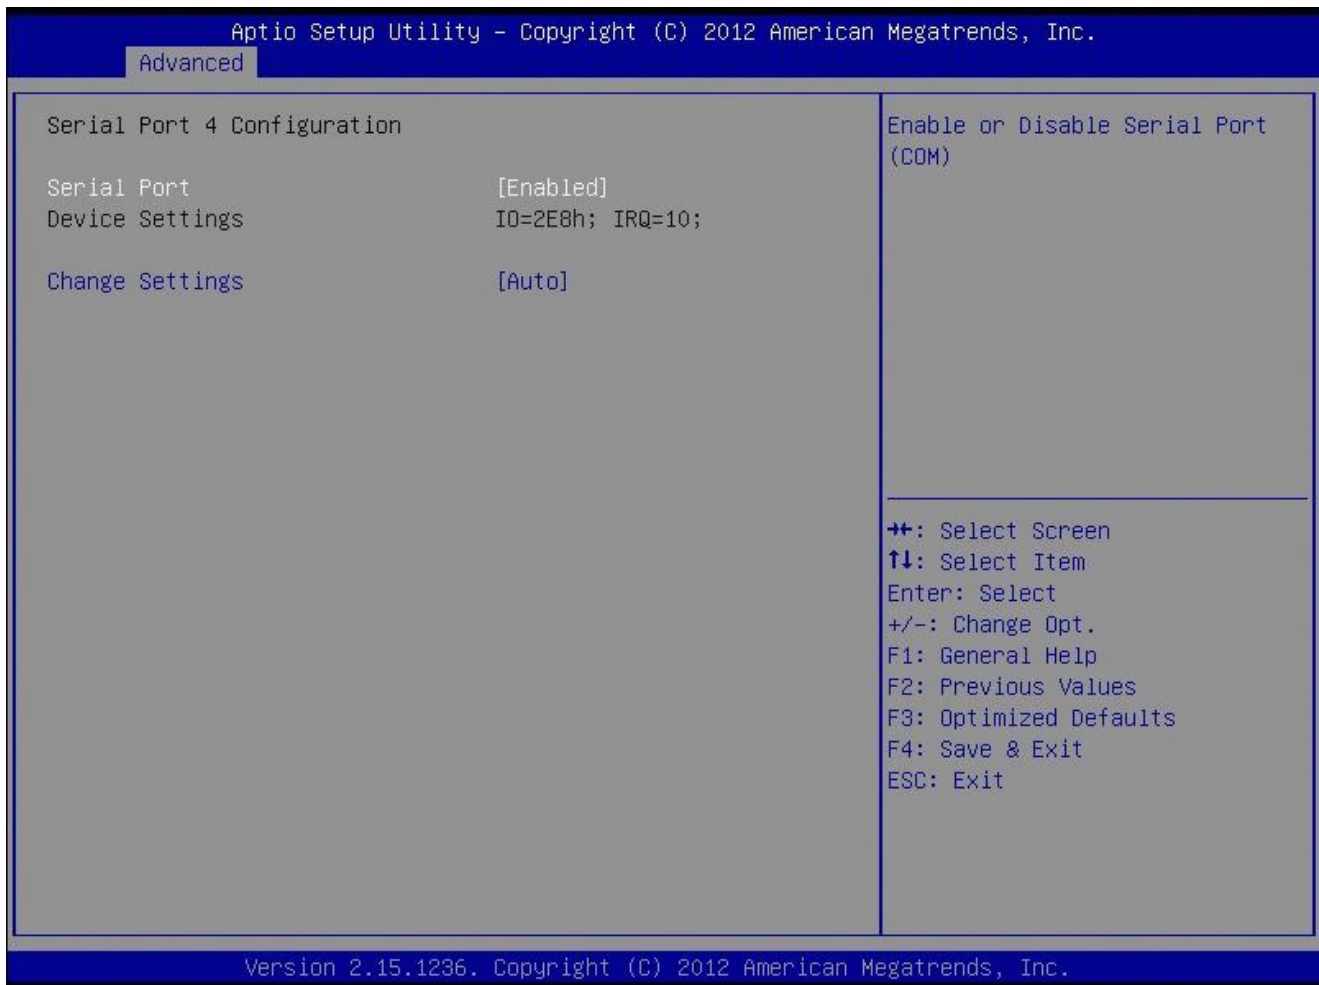 Aptio Setup Utility – Copyright (C) 2012 American Megatrends, Inc.
Advanced
Serial Port 4 Configuration
Serial Port [Enabled]
Device Settings IO=2E8h; IRQ=10;
Change Settings [Auto]
Enable or Disable Serial Port
(COM)
→←: Select Screen
↑↓: Select Item
Enter: Select
+/-: Change Opt.
F1: General Help
F2: Previous Values
F3: Optimized Defaults
F4: Save & Exit
ESC: Exit
Version 2.15.1236. Copyright (C) 2012 American Megatrends, Inc.